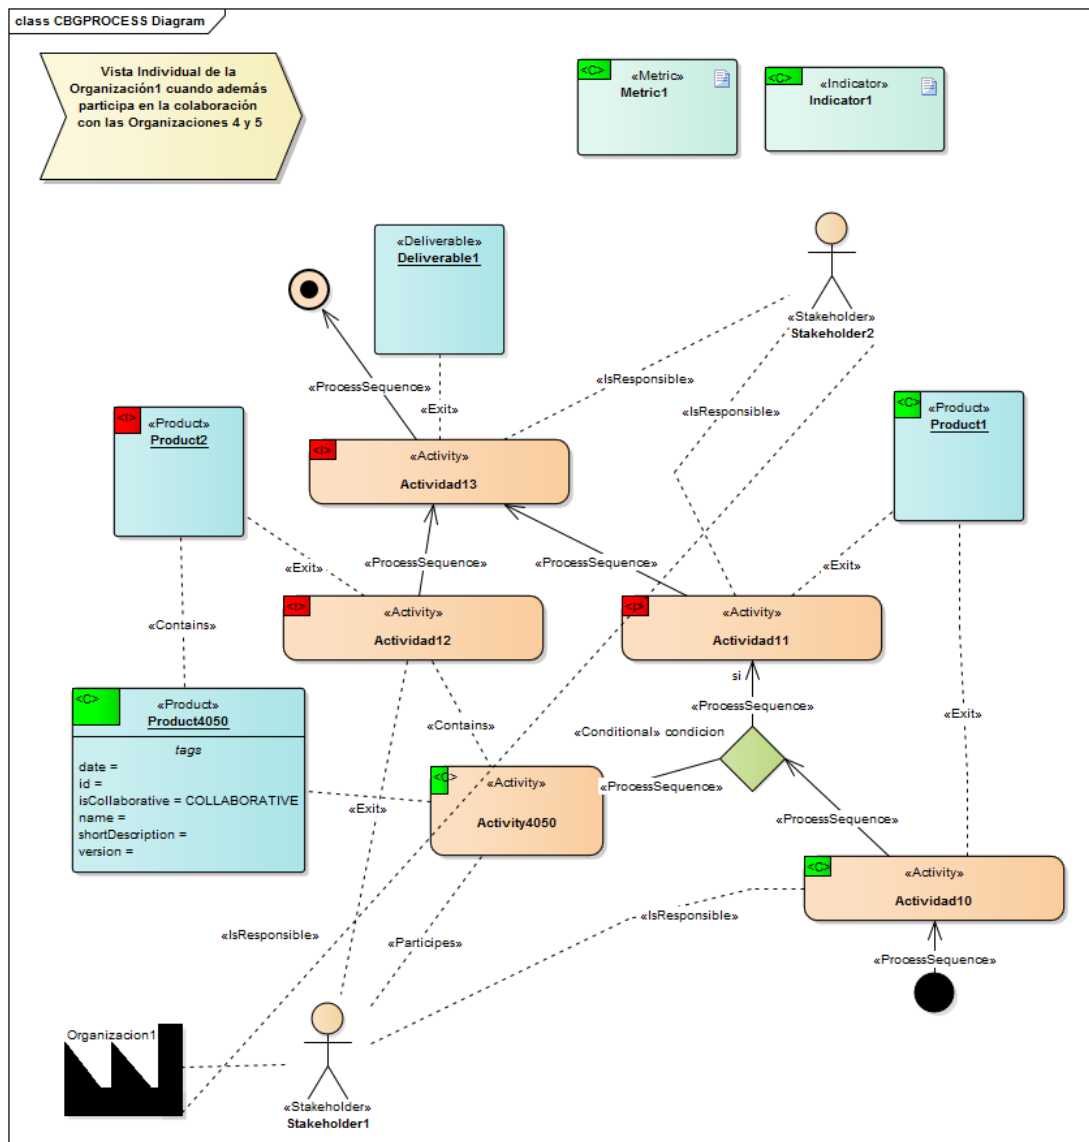 class CBGPROCESS Diagram
Vista Individual de la
Organización1 cuando además
participa en la colaboración
con las Organizaciones 4 y 5
<C>
«Metric»
Metric1
<C>
«Indicator»
Indicator1
«Deliverable»
Deliverable1
«Stakeholder»
Stakeholder2
«ProcessSequence»
«IsResponsible»
«Exit»
«IsResponsible»
<I>
«Product»
Product2
<C>
«Product»
Product1
<I>
«Activity»
Actividad13
«Exit»
«ProcessSequence»
«ProcessSequence»
«Exit»
<I>
«Activity»
Actividad12
«Activity»
Actividad11
«Contains»
si
<C>
«Product»
Product4050
tags
date =
id =
isCollaborative = COLLABORATIVE
name =
shortDescription =
version =
«ProcessSequence»
«Contains»
«Conditional» condicion
<C>
«Activity»
Activity4050
«ProcessSequence»
«Exit»
«Exit»
«ProcessSequence»
<C>
«Activity»
Actividad10
«IsResponsible»
«Participes»
«IsResponsible»
«ProcessSequence»
Organizacion1
«Stakeholder»
Stakeholder1